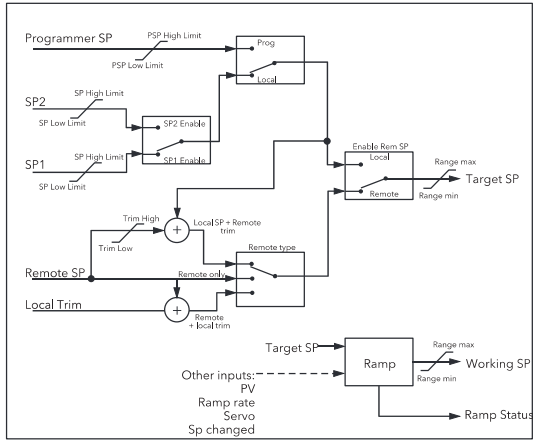 Programmer SP
PSP High Limit
PSP Low Limit
Prog
Local
SP2
SP High Limit
SP Low Limit
SP2 Enable
SP1 Enable
SP1
SP High Limit
SP Low Limit
Enable Rem SP
Local
Remote
Range max
Range min
Target SP
Trim High
Trim Low
Local SP + Remote
trim
Remote type
Remote SP
Remote only
Local Trim
Remote
+ local trim
Target SP
Ramp
Range max
Range min
Working SP
Other inputs:
PV
Ramp rate
Servo
Sp changed
Ramp Status